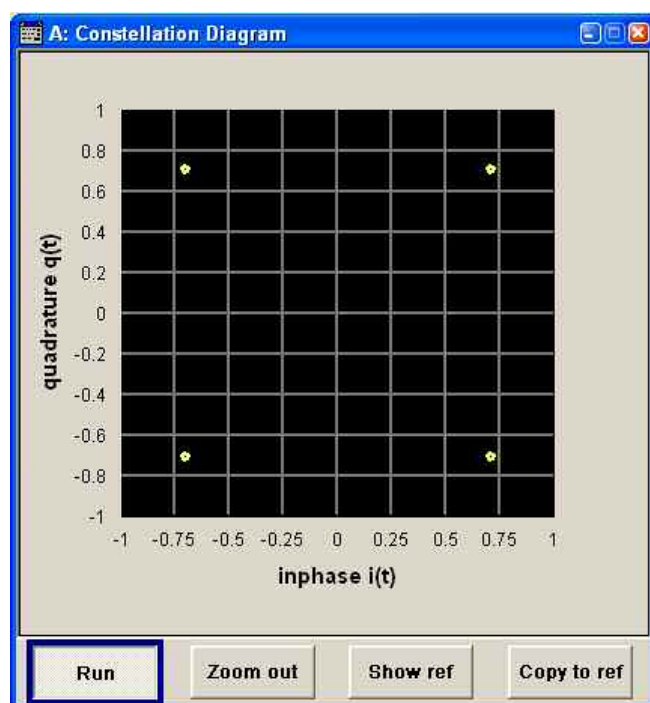 A: Constellation Diagram
quadrature q(t)
1
0.8
0.6
0.4
0.2
0
-0.2
-0.4
-0.6
-0.8
-1
-1 -0.75 -0.5 -0.25 0 0.25 0.5 0.75 1
inphase i(t)
Run Zoom out Show ref Copy to ref